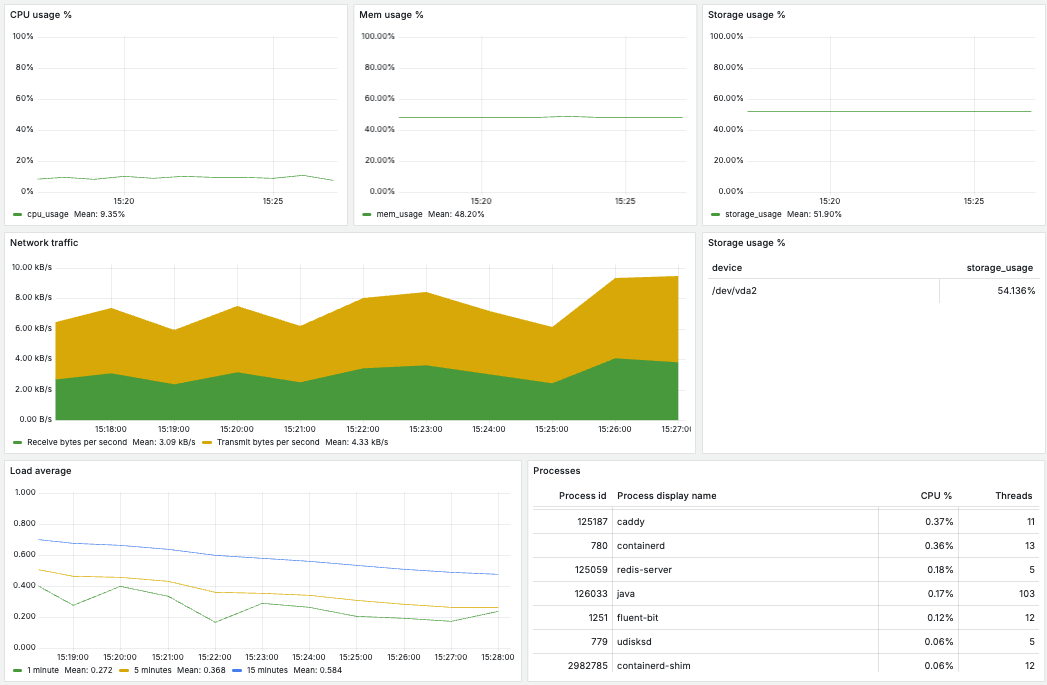 CPU usage %
100%
80%
60%
40%
20%
0%
15:20 15:25
cpu_usage Mean: 9.35%
Mem usage %
100.00%
80.00%
60.00%
40.00%
20.00%
0.00%
15:20 15:25
mem_usage Mean: 48.20%
Storage usage %
100.00%
80.00%
60.00%
40.00%
20.00%
0.00%
15:20 15:25
storage_usage Mean: 51.90%
Network traffic
10.00 kB/s
8.00 kB/s
6.00 kB/s
4.00 kB/s
2.00 kB/s
0.00 B/s
15:18:00 15:19:00 15:20:00 15:21:00 15:22:00 15:23:00 15:24:00 15:25:00 15:26:00 15:27:0
Receive bytes per second Mean: 3.09 kB/s Transmit bytes per second Mean: 4.33 kB/s
Storage usage %
device storage_usage
/dev/vda2 54.136%
Load average
1.000
0.800
0.600
0.400
0.200
0.000
15:19:00 15:20:00 15:21:00 15:22:00 15:23:00 15:24:00 15:25:00 15:26:00 15:27:00 15:28:00
1 minute Mean: 0.272 5 minutes Mean: 0.368 15 minutes Mean: 0.584
Processes
Process id Process display name CPU % Threads
125187 caddy 0.37% 11
780 containerd 0.36% 13
125059 redis-server 0.18% 5
126033 java 0.17% 103
1251 fluent-bit 0.12% 12
779 udisksd 0.06% 5
2982785 containerd-shim 0.06% 12